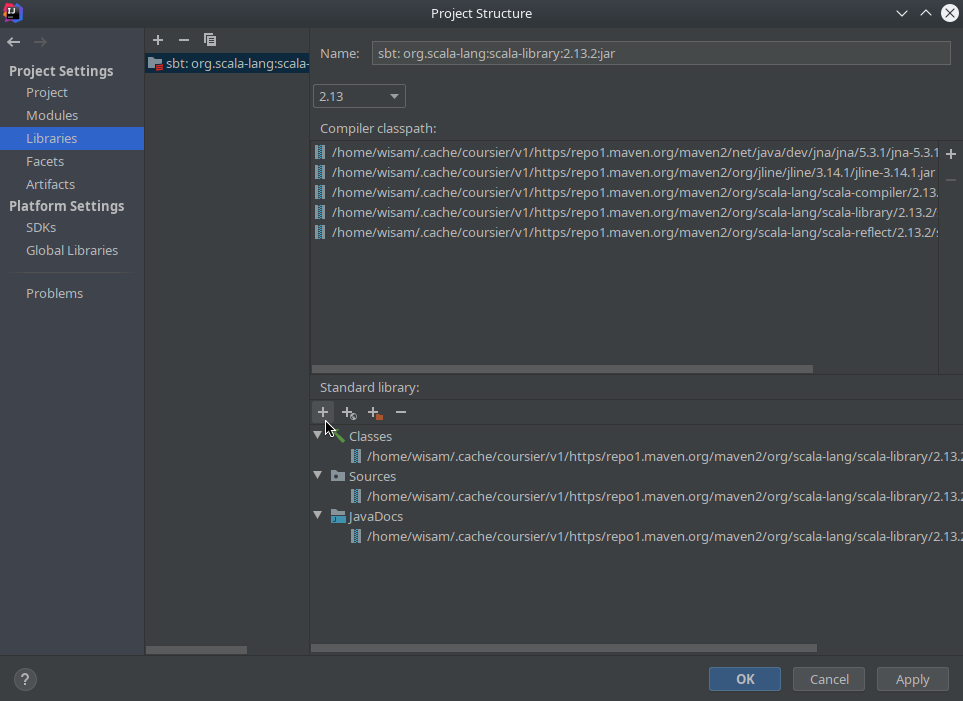 Project Structure
Project Settings
Project
Modules
Libraries
Facets
Artifacts
Platform Settings
SDKs
Global Libraries
Problems
sbt: org.scala-lang:scala-
Name: sbt: org.scala-lang:scala-library:2.13.2:jar
2.13
Compiler classpath:
/home/wisam/.cache/coursier/v1/https/repo1.maven.org/maven2/net/java/dev/jna/jna/5.3.1/jna-5.3.1
/home/wisam/.cache/coursier/v1/https/repo1.maven.org/maven2/org/jline/jline/3.14.1/jline-3.14.1.jar
/home/wisam/.cache/coursier/v1/https/repo1.maven.org/maven2/org/scala-lang/scala-compiler/2.13.
/home/wisam/.cache/coursier/v1/https/repo1.maven.org/maven2/org/scala-lang/scala-library/2.13.2/
/home/wisam/.cache/coursier/v1/https/repo1.maven.org/maven2/org/scala-lang/scala-reflect/2.13.2/s
Standard library:
Classes
/home/wisam/.cache/coursier/v1/https/repo1.maven.org/maven2/org/scala-lang/scala-library/2.13.2
Sources
/home/wisam/.cache/coursier/v1/https/repo1.maven.org/maven2/org/scala-lang/scala-library/2.13.2
JavaDocs
/home/wisam/.cache/coursier/v1/https/repo1.maven.org/maven2/org/scala-lang/scala-library/2.13.2
?
OK
Cancel
Apply